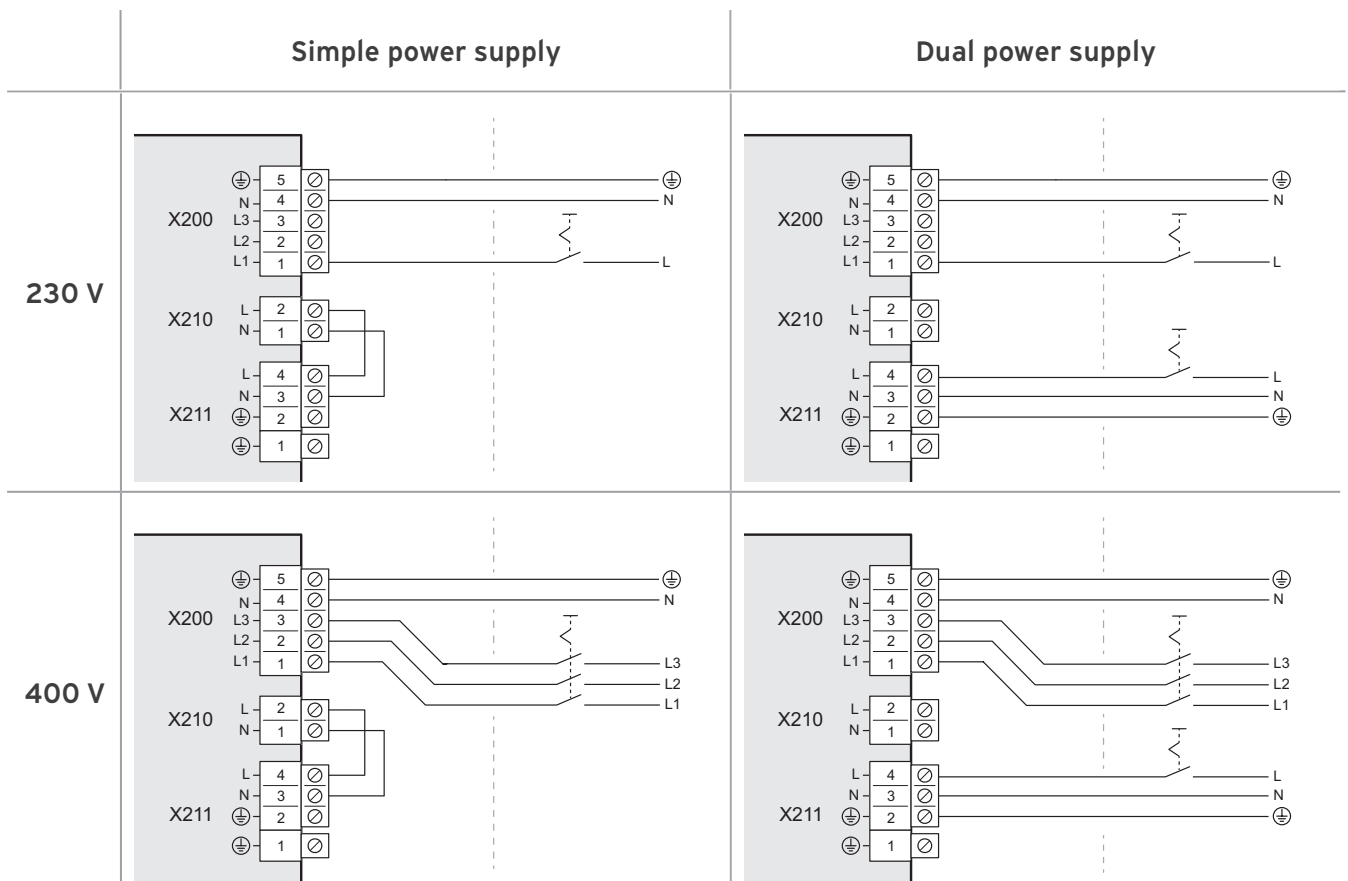 Simple power supply
Dual power supply
230 V
5
N 4 N
X200 L3 3
L2 2
L1 1 L
X210 L 2
N 1
L 4
N 3
X211 2
1
5
N 4 N
X200 L3 3
L2 2
L1 1 L
X210 L 2
N 1
L 4 L
N 3 N
X211 2
1
400 V
5
N 4 N
X200 L3 3
L2 2
L1 1 L3
L2
L1
X210 L 2
N 1
L 4
N 3
X211 2
1
5
N 4 N
X200 L3 3
L2 2
L1 1 L3
L2
L1
X210 L 2
N 1
L 4 L
N 3 N
X211 2
1